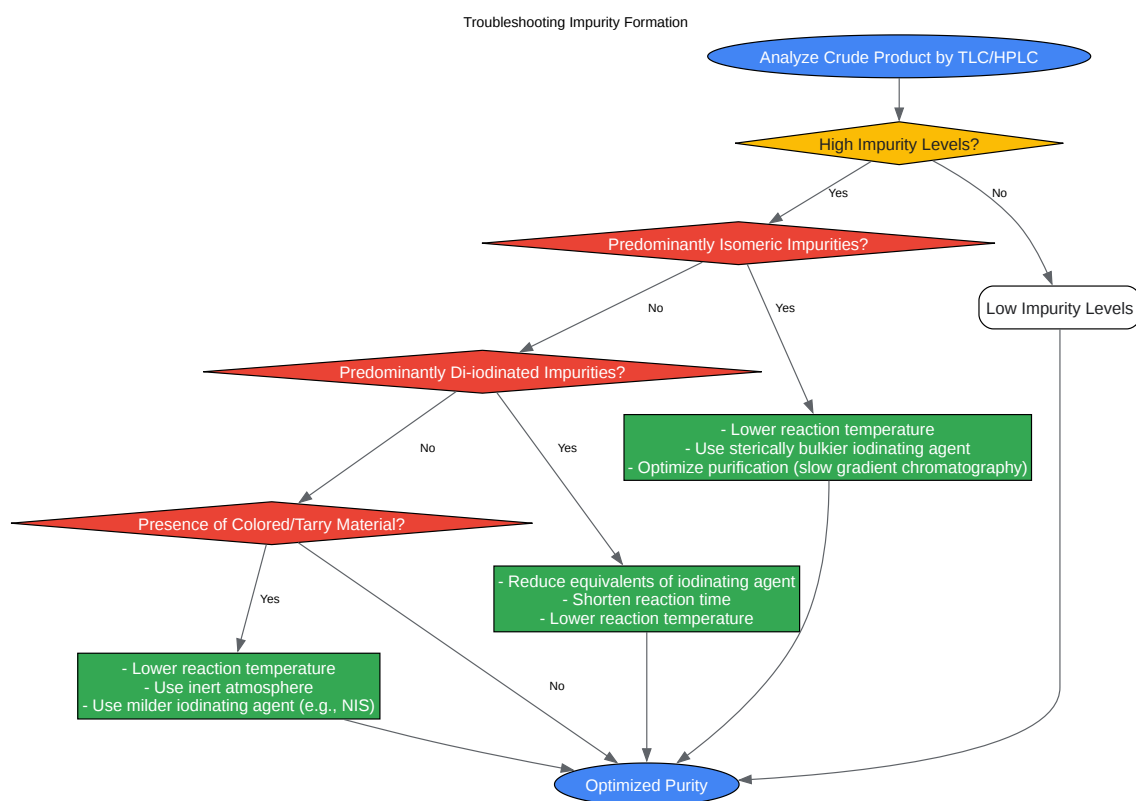 Troubleshooting Impurity Formation
Analyze Crude Product by TLC/HPLC
High Impurity Levels?
Yes
No
Predominantly Isomeric Impurities?
Low Impurity Levels
No
Yes
Predominantly Di-iodinated Impurities?
- Lower reaction temperature
- Use sterically bulkier iodinating agent
- Optimize purification (slow gradient chromatography)
No
Yes
Presence of Colored/Tarry Material?
- Reduce equivalents of iodinating agent
- Shorten reaction time
- Lower reaction temperature
Yes
No
- Lower reaction temperature
- Use inert atmosphere
- Use milder iodinating agent (e.g., NIS)
Optimized Purity